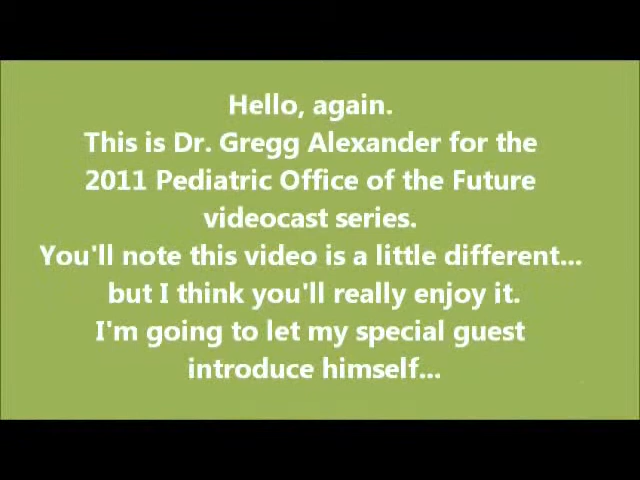 Hello, again.
This is Dr. Gregg Alexander for the
2011 Pediatric Office of the Future
videocast series.
You'll note this video is a little different...
but I think you'll really enjoy it.
I'm going to let my special guest
introduce himself...